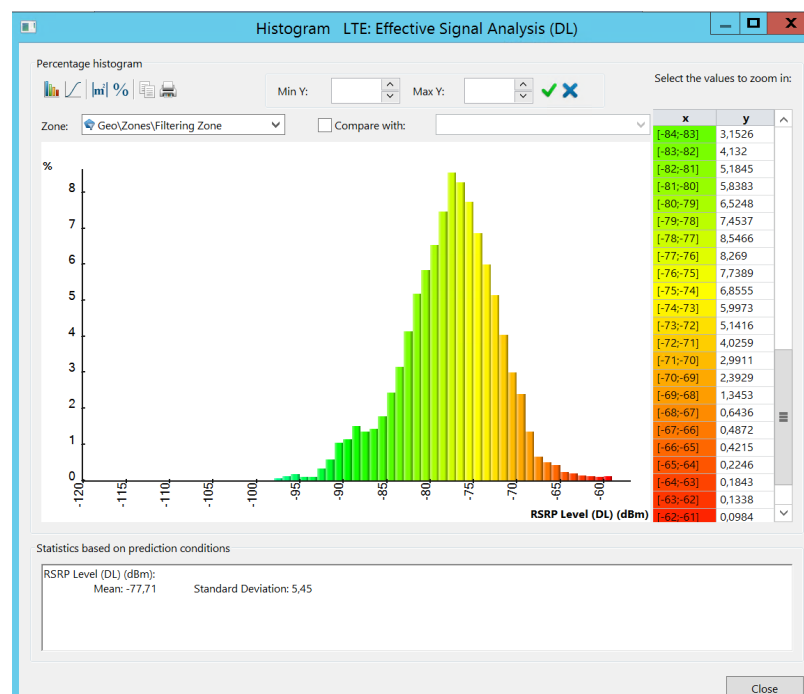 Histogram LTE: Effective Signal Analysis (DL)
Percentage histogram
Select the values to zoom in:
% Min Y: Max Y:
Zone: Geo\Zones\Filtering Zone Compare with:
x y
[-84;-83] 3,1526
[-83;-82] 4,132
[-82;-81] 5,1845
[-81;-80] 5,8383
[-80;-79] 6,5248
[-79;-78] 7,4537
[-78;-77] 8,5466
[-77;-76] 8,269
[-76;-75] 7,7389
[-75;-74] 6,8555
[-74;-73] 5,9973
[-73;-72] 5,1416
[-72;-71] 4,0259
[-71;-70] 2,9911
[-70;-69] 2,3929
[-69;-68] 1,3453
[-68;-67] 0,6436
[-67;-66] 0,4872
[-66;-65] 0,4215
[-65;-64] 0,2246
[-64;-63] 0,1843
[-63;-62] 0,1338
[-62;-61] 0,0984
%
8
7
6
5
4
3
2
1
0
-120 -115 -110 -105 -100 -95 -90 -85 -80 -75 -70 -65 -60
RSRP Level (DL) (dBm)
Statistics based on prediction conditions
RSRP Level (DL) (dBm):
Mean: -77,71 Standard Deviation: 5,45
Close